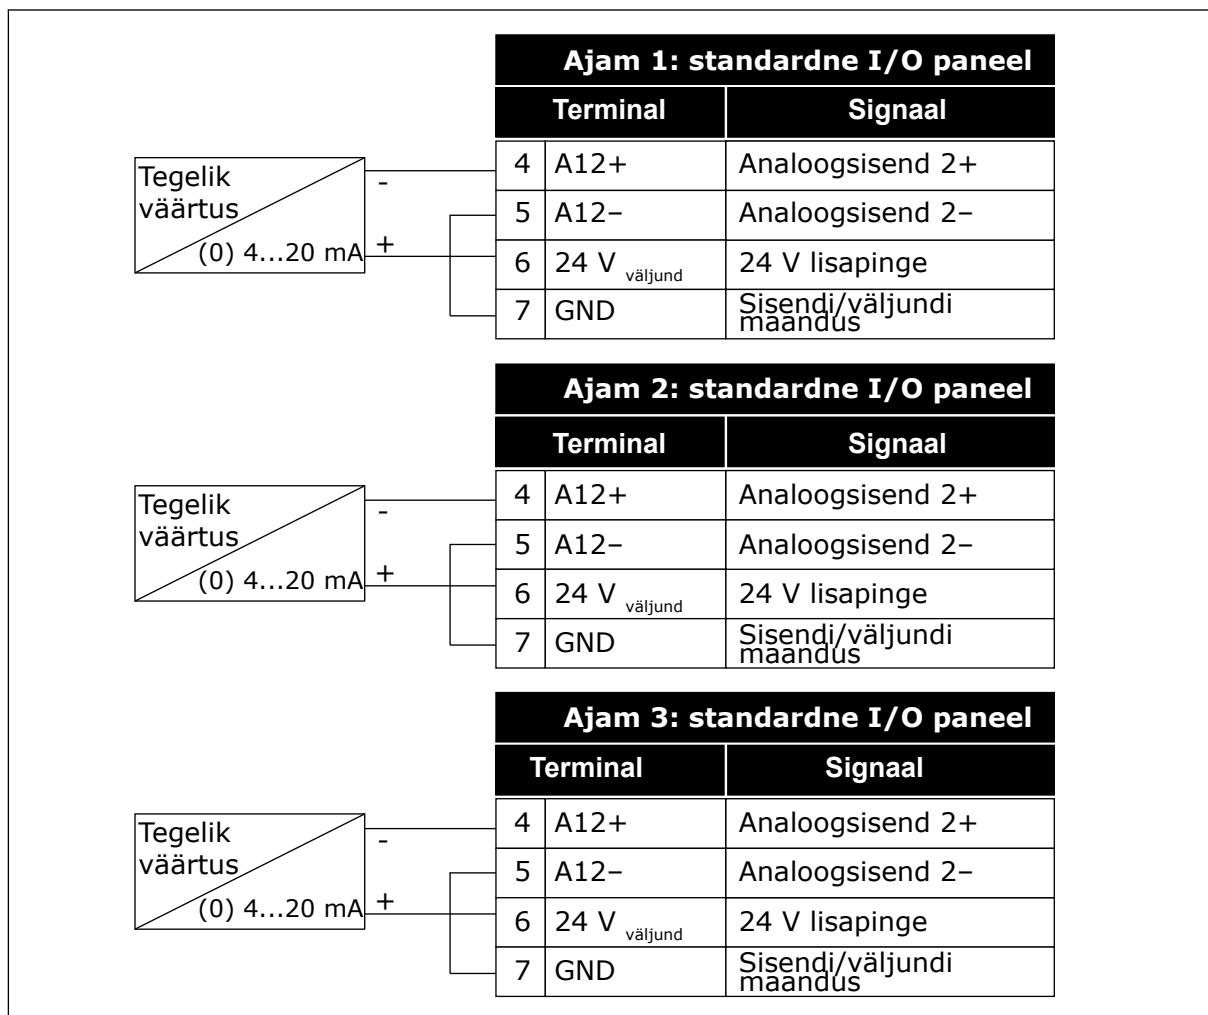 Ajam 1: standardne I/O paneel
Terminal Signaal
Tegelik
väärtus
(0) 4...20 mA
-
+
4 A12+ Analoogsisend 2+
5 A12– Analoogsisend 2–
6 24 V väljund 24 V lisapinge
7 GND Sisendi/väljundi
maandus
Ajam 2: standardne I/O paneel
Terminal Signaal
Tegelik
väärtus
(0) 4...20 mA
-
+
4 A12+ Analoogsisend 2+
5 A12– Analoogsisend 2–
6 24 V väljund 24 V lisapinge
7 GND Sisendi/väljundi
maandus
Ajam 3: standardne I/O paneel
Terminal Signaal
Tegelik
väärtus
(0) 4...20 mA
-
+
4 A12+ Analoogsisend 2+
5 A12– Analoogsisend 2–
6 24 V väljund 24 V lisapinge
7 GND Sisendi/väljundi
maandus